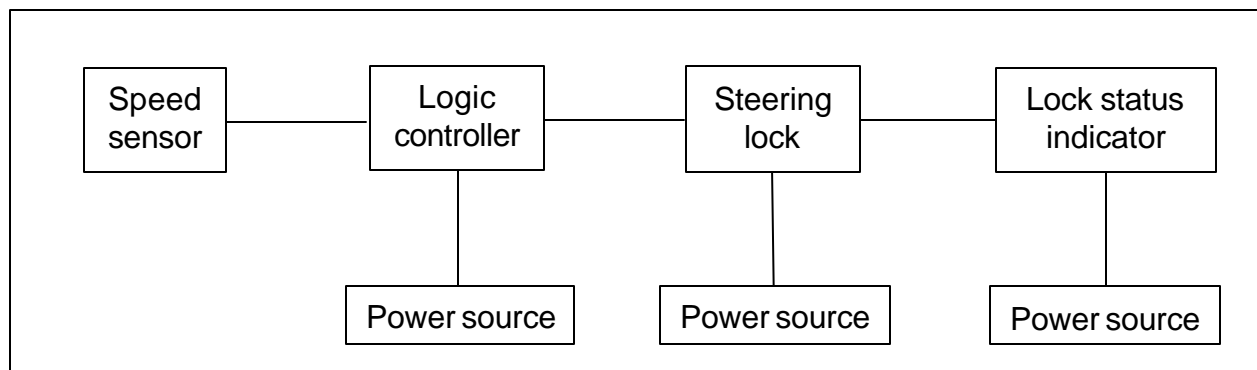 Speed
sensor
Logic
controller
Steering
lock
Lock status
indicator
Power source
Power source
Power source